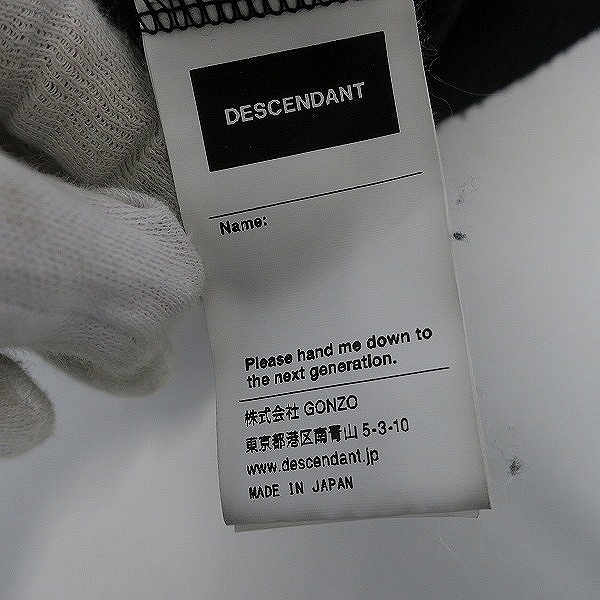 DESCENDANT
Name:
Please hand me down to
the next generation.
株式会社 GONZO
東京都港区南青山 5-3-10
www.descendant.jp
MADE IN JAPAN